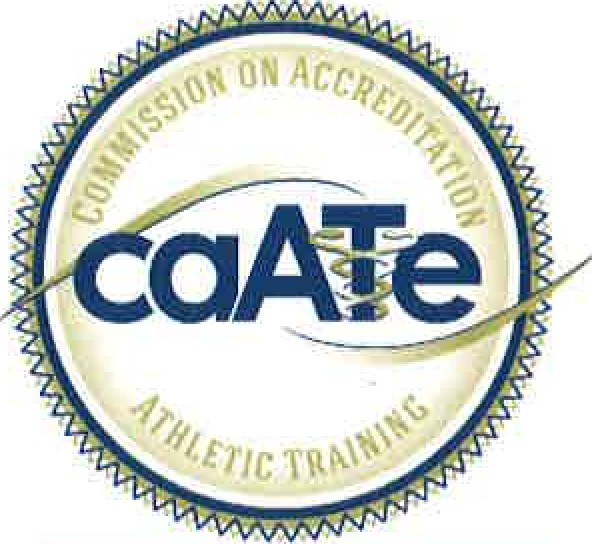 COMMISSION ON ACCREDITATION
caATe
ATHLETIC TRAINING